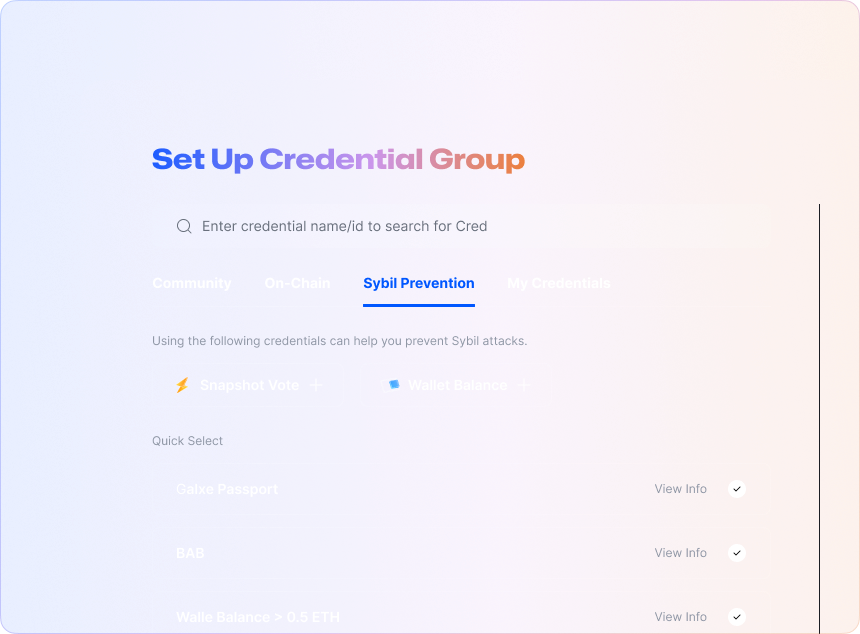 Set Up Credential Group
Enter credential name/id to search for Cred
Community On-Chain Sybil Prevention My Credentials
Using the following credentials can help you prevent Sybil attacks.
Snapshot Vote Wallet Balance
Quick Select
Galxe Passport View Info
BAB View Info
Walle Balance > 0.5 ETH View Info